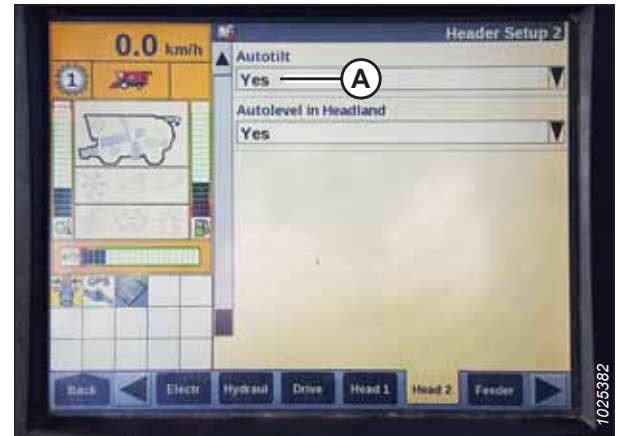 Header Setup 2
0.0 km/h
Autotilt
1
Yes
A
Autolevel in Headland
Yes
GPS
Back
Electr
Hydraul
Drive
Head 1
Head 2
Feeder
1025382